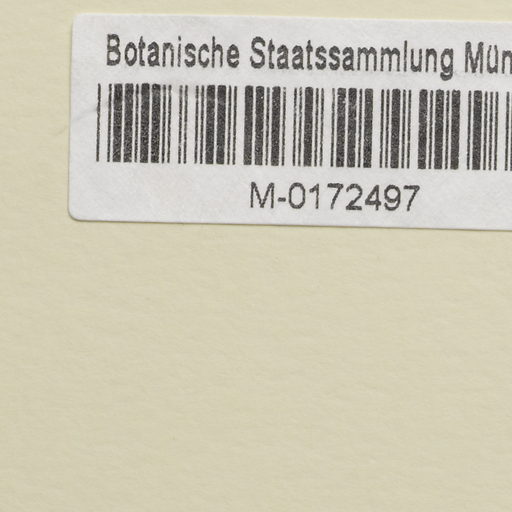 Botanische Staatssammlung Mün
M-0172497